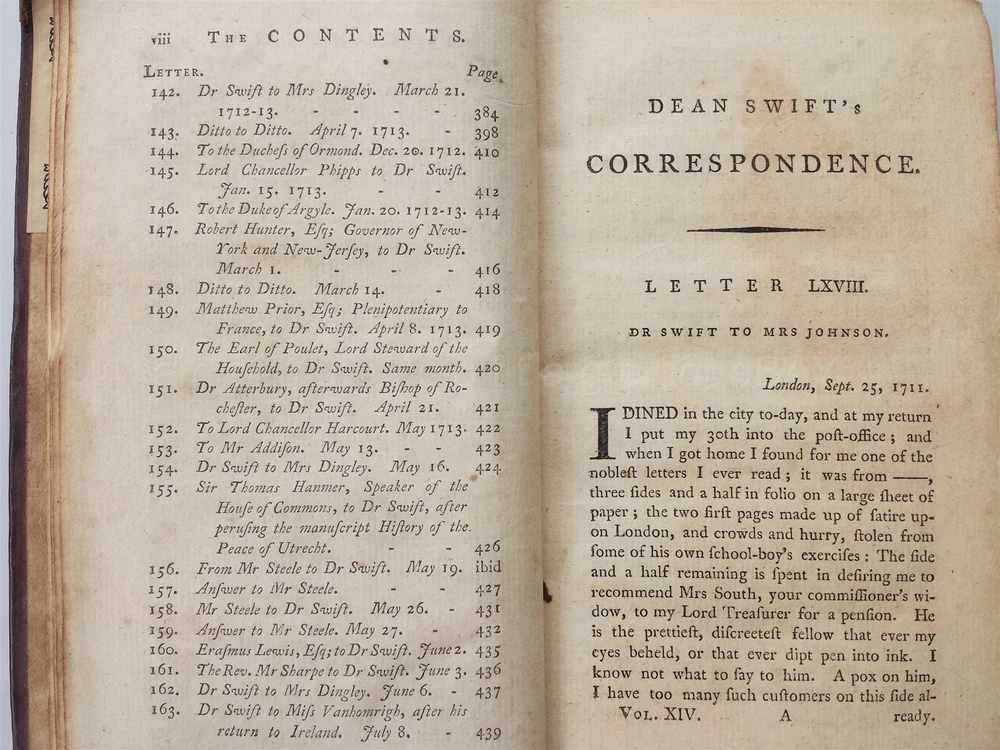 viii THE CONTENTS.
LETTER. Page
142. Dr Swift to Mrs Dingley. March 21.
1712-13. - - - - 384
143. Ditto to Ditto. April 7. 1713. - 398
144. To the Duchess of Ormond. Dec. 20. 1712. 410
145. Lord Chancellor Phipps to Dr Swift.
Jan. 15. 1713. - - 412
146. To the Duke of Argyle. Jan. 20. 1712-13. 414
147. Robert Hunter, Esq; Governor of New-
York and New-Jersey, to Dr Swift.
March 1. - - - 416
148. Ditto to Ditto. March 14. - 418
149. Matthew Prior, Esq; Plenipotentiary to
France, to Dr Swift. April 8. 1713. 419
150. The Earl of Poulet, Lord Steward of the
Houſehold, to Dr Swift. Same month. 420
151. Dr Atterbury, afterwards Biſhop of Ro-
cheſter, to Dr Swift. April 21. 421
152. To Lord Chancellor Harcourt. May 1713. 422
153. To Mr Addiſon. May 13. - - 423
154. Dr Swift to Mrs Dingley. May 16. 424
155. Sir Thomas Hanmer, Speaker of the
Houſe of Commons, to Dr Swift, after
peruſing the manuſcript Hiſtory of the
Peace of Utrecht. - - 426
156. From Mr Steele to Dr Swift. May 19. ibid
157. Anſwer to Mr Steele. - - 427
158. Mr Steele to Dr Swift. May 26. - 431
159. Anſwer to Mr Steele. May 27. - 432
160. Eraſmus Lewis, Eſq; to Dr Swift. June 2. 435
161. The Rev. Mr Sharpe to Dr Swift. June 3. 436
162. Dr Swift to Mrs Dingley. June 6. - 437
163. Dr Swift to Miſs Vanhomrigh, after his
return to Ireland. July 8. - 439
DEAN SWIFT's
CORRESPONDENCE.
LETTER LXVIII.
DR SWIFT TO MRS JOHNSON.
London, Sept. 25, 1711.
I DINED in the city to-day, and at my return
I put my 30th into the poſt-office; and
when I got home I found for me one of the
nobleſt letters I ever read; it was from ——,
three ſides and a half in folio on a large ſheet of
paper; the two firſt pages made up of ſatire up-
on London, and crowds and hurry, ſtolen from
ſome of his own ſchool-boy's exerciſes: The ſide
and a half remaining is ſpent in deſiring me to
recommend Mrs South, your commiſſioner's wi-
dow, to my Lord Treaſurer for a penſion. He
is the prettieſt, diſcreeteſt fellow that ever my
eyes beheld, or that ever dipt pen into ink. I
know not what to ſay to him. A pox on him,
I have too many ſuch cuſtomers on this ſide al-
VOL. XIV. A ready.